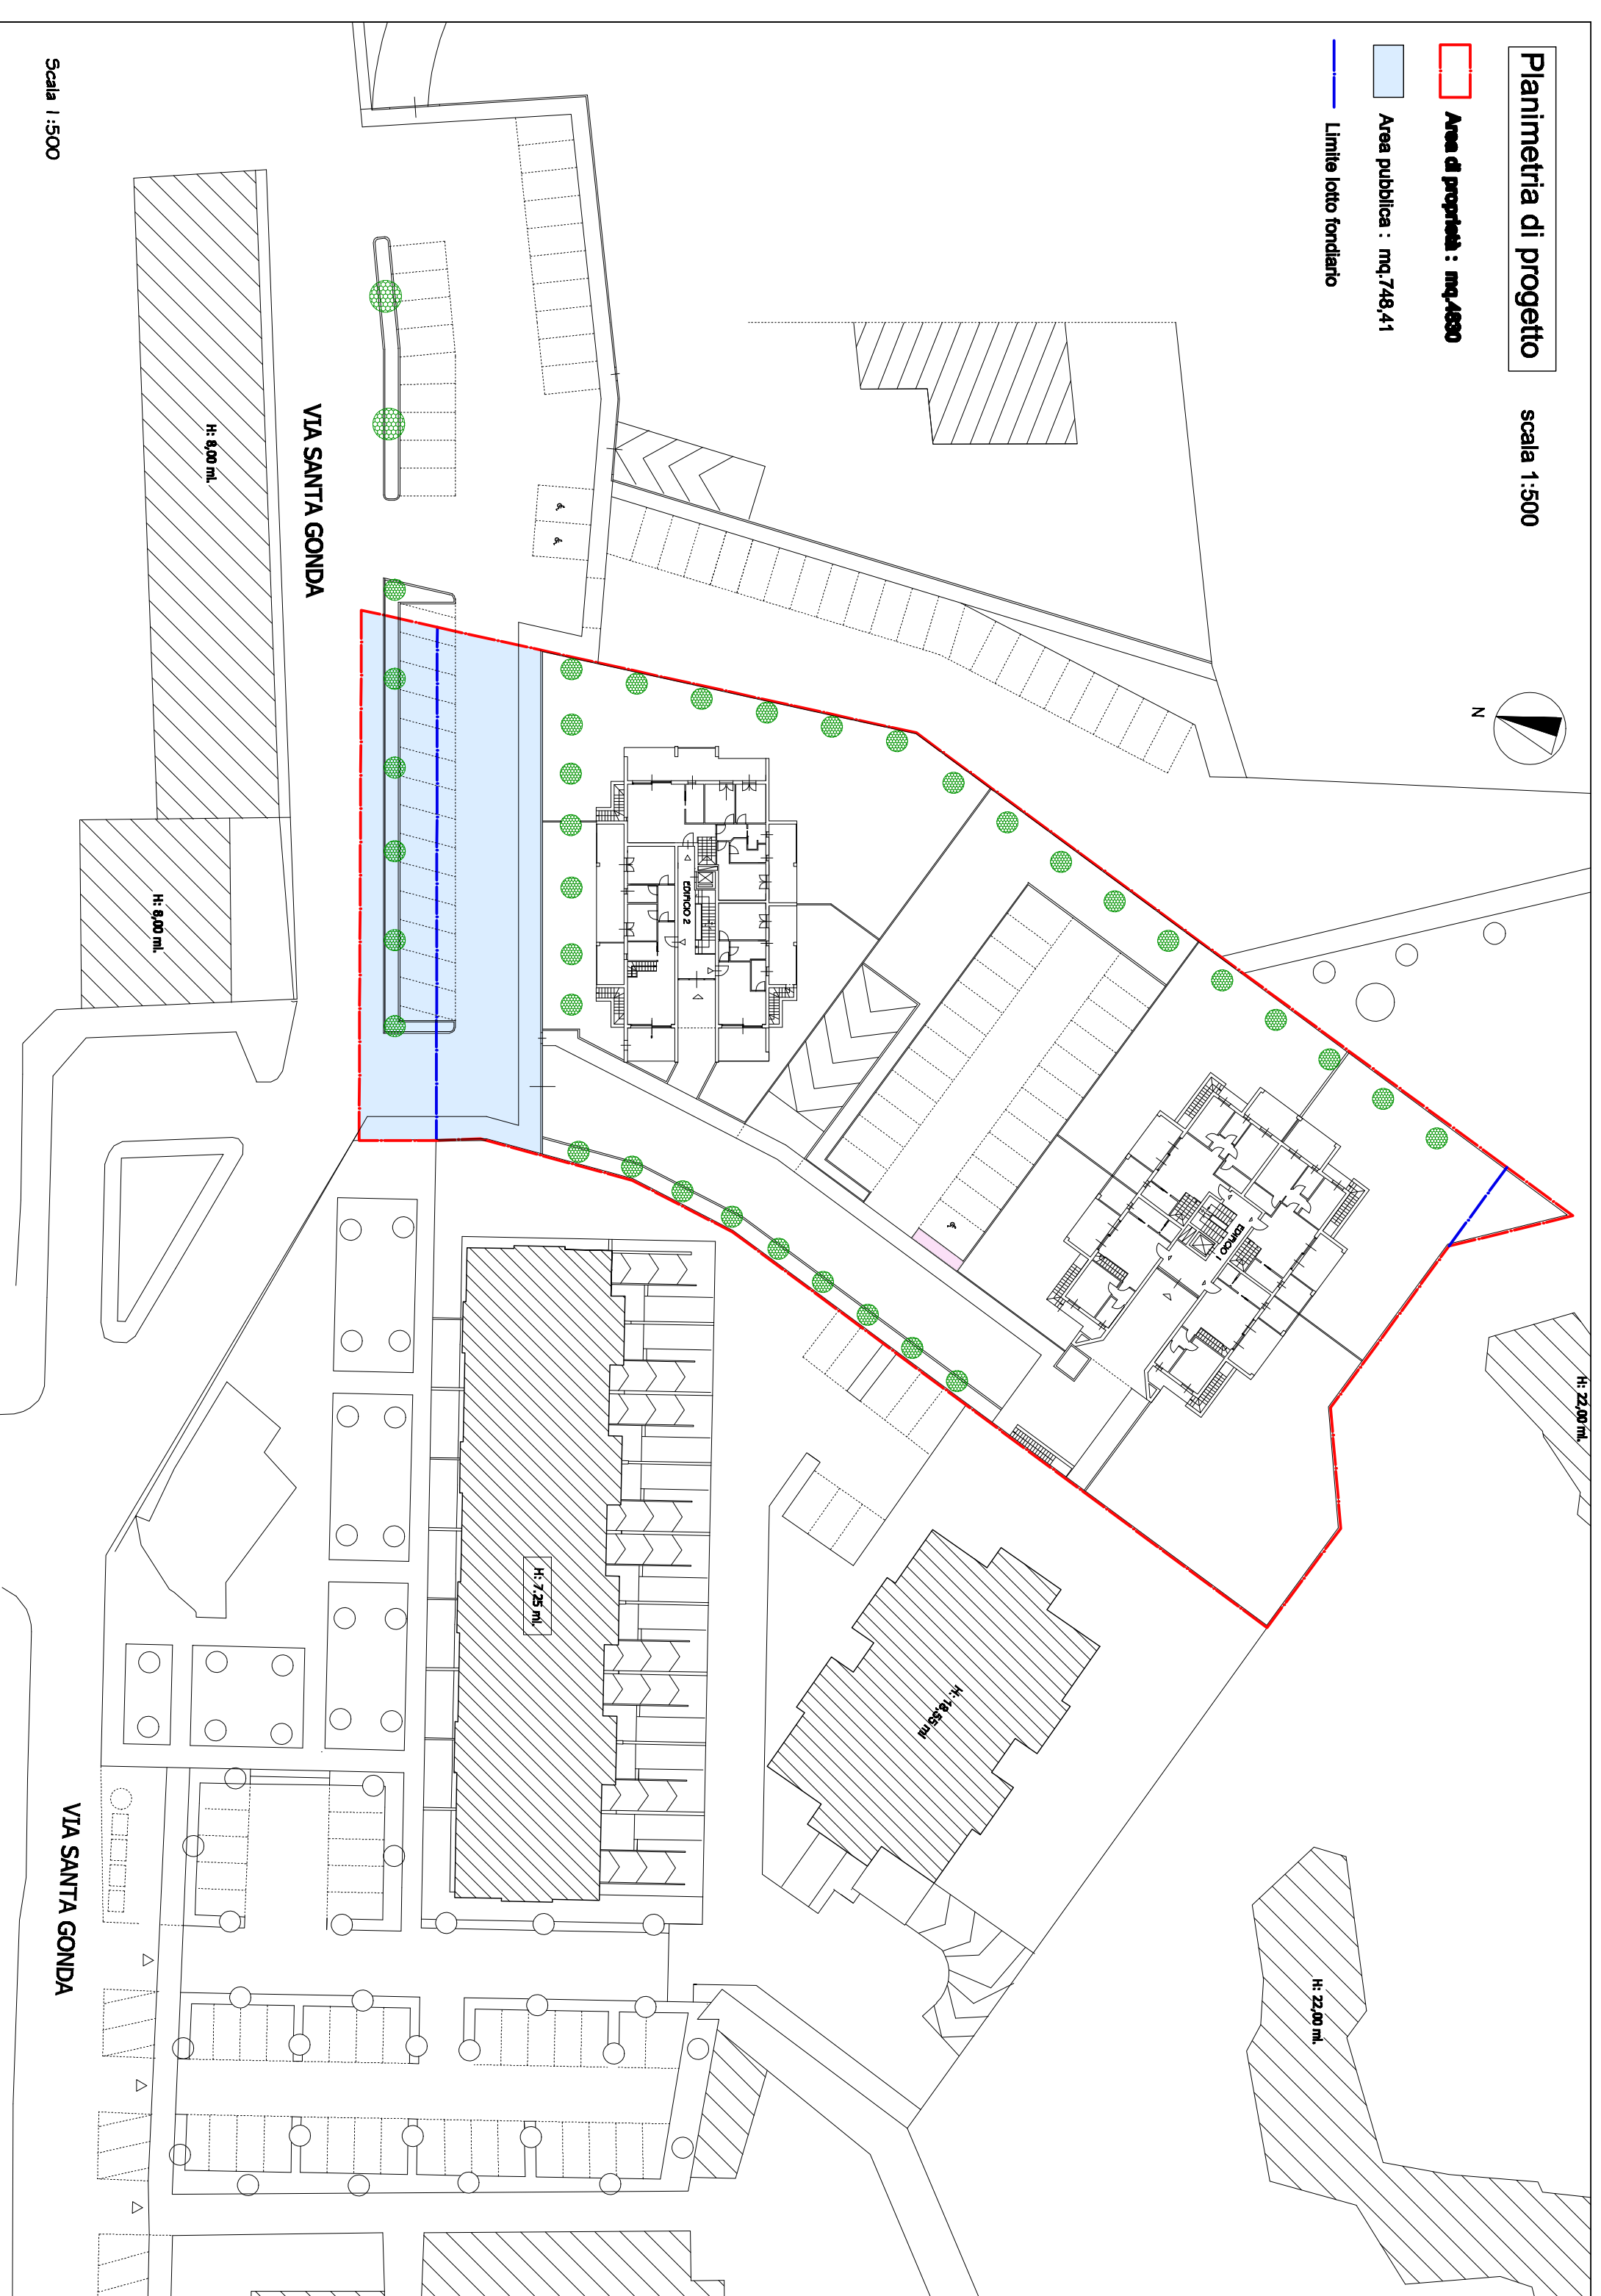 Planimetria di progetto
scala 1:500
Area di proprietà : mq.4890
Area pubblica : mq.748,41
Limite lotto fondiario
N
H: 22,00 ml.
H: 22,00 ml.
EDIFICIO 1
EDIFICIO 2
H: 18,55 ml
H: 7.25 ml.
VIA SANTA GONDA
H: 8,00 ml.
H: 8,00 ml.
VIA SANTA GONDA
Scala 1:500